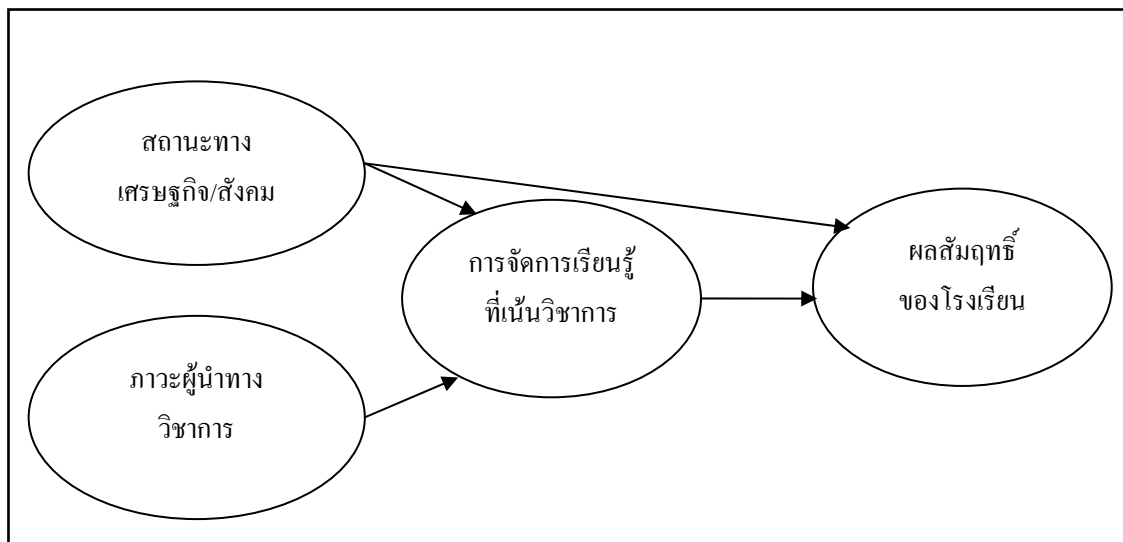 สถานะทาง
เศรษฐกิจ/สังคม
การจัดการเรียนรู้
ที่เน้นวิชาการ
ผลสัมฤทธิ์
ของโรงเรียน
ภาวะผู้นำทาง
วิชาการ